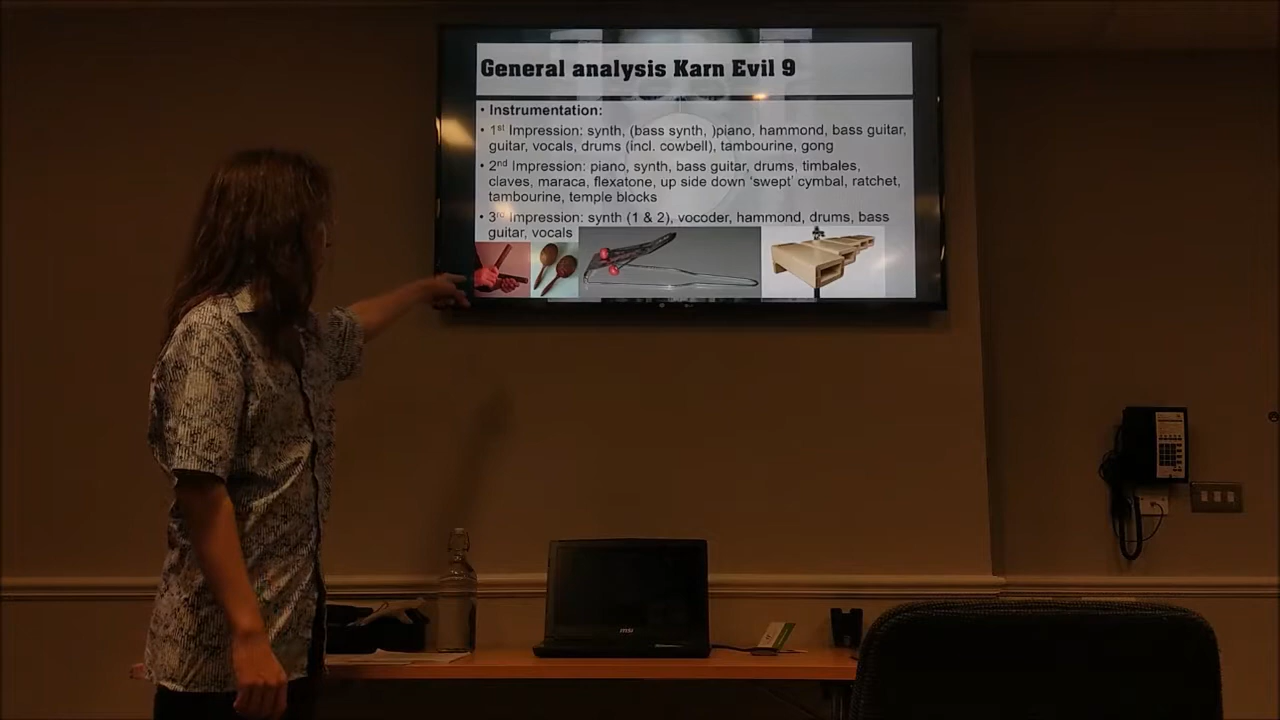 General analysis Karn Evil 9
• Instrumentation:
• 1st Impression: synth, (bass synth, )piano, hammond, bass guitar,
guitar, vocals, drums (incl. cowbell), tambourine, gong
• 2nd Impression: piano, synth, bass guitar, drums, timbales,
claves, maraca, flexatone, up side down 'swept' cymbal, ratchet,
tambourine, temple blocks
• 3rd Impression: synth (1 & 2), vocoder, hammond, drums, bass
guitar, vocals
msi